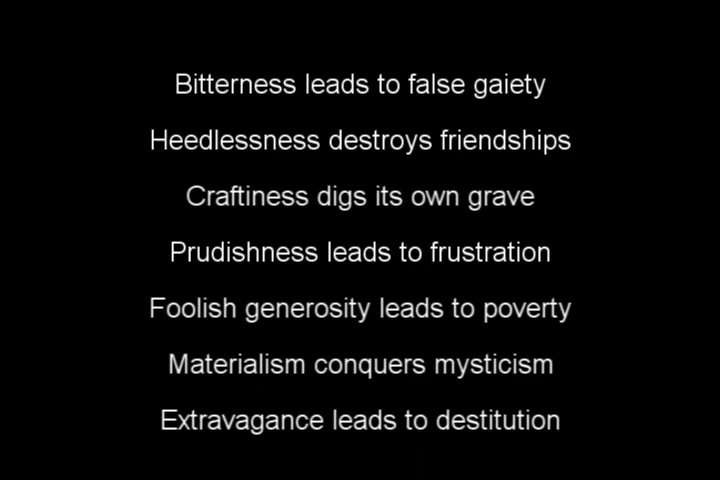 Bitterness leads to false gaiety
Heedlessness destroys friendships
Craftiness digs its own grave
Prudishness leads to frustration
Foolish generosity leads to poverty
Materialism conquers mysticism
Extravagance leads to destitution